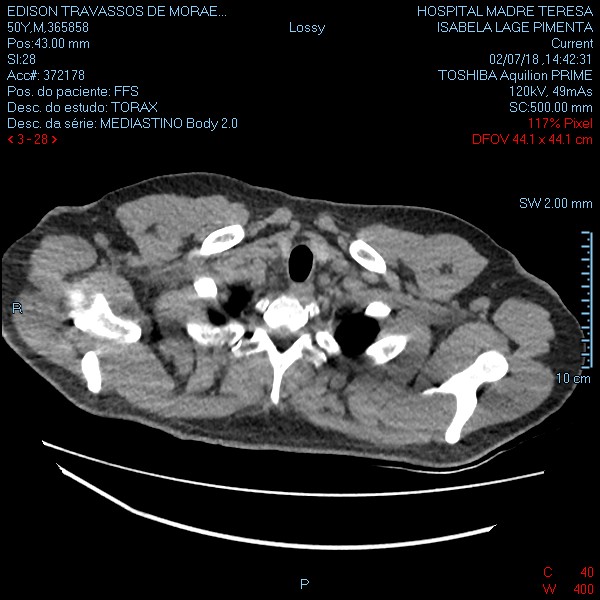 EDISON TRAVASSOS DE MORAE...
50Y,M,365858
Pos:43.00 mm
Sl:28
Acc#: 372178
Pos. do paciente: FFS
Desc. do estudo: TORAX
Desc. da série: MEDIASTINO Body 2.0
< 3 - 28 >
Lossy
HOSPITAL MADRE TERESA
ISABELA LAGE PIMENTA
Current
02/07/18 ,14:42:31
TOSHIBA Aquilion PRIME
120kV, 49mAs
SC:500.00 mm
117% Pixel
DFOV 44.1 x 44.1 cm
SW 2.00 mm
R
10 cm
P
C 40
W 400